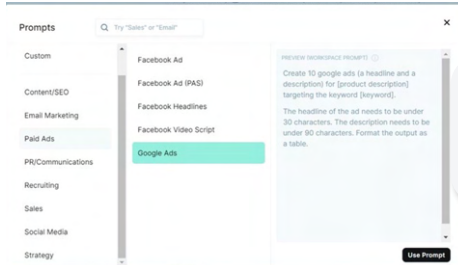 Prompts
Try "Sales" or "Email"
Custom
Content/SEO
Email Marketing
Paid Ads
PR/Communications
Recruiting
Sales
Social Media
Strategy
Facebook Ad
Facebook Ad (PAS)
Facebook Headlines
Facebook Video Script
Google Ads
PREVIEW (WORKSPACE PROMPT)
Create 10 google ads (a headline and a
description) for [product description]
targeting the keyword [keyword].
The headline of the ad needs to be under
30 characters. The description needs to be
under 90 characters. Format the output as
a table.
Use Prompt